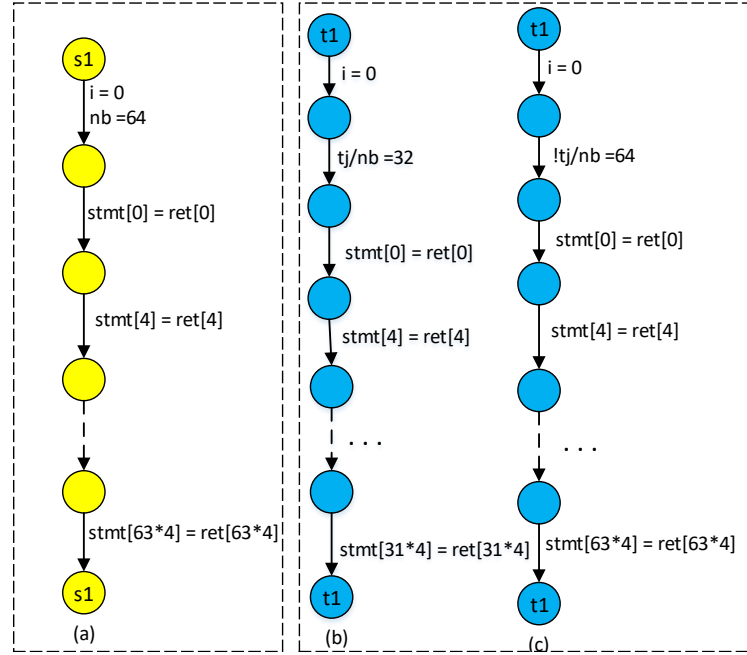 s1
i = 0
nb =64
stmt[0] = ret[0]
stmt[4] = ret[4]
stmt[63*4] = ret[63*4]
s1
(a)
t1
i = 0
tj/nb =32
stmt[0] = ret[0]
stmt[4] = ret[4]
. . .
stmt[31*4] = ret[31*4]
t1
(b)
t1
i = 0
!tj/nb =64
stmt[0] = ret[0]
stmt[4] = ret[4]
. . .
stmt[63*4] = ret[63*4]
t1
(c)